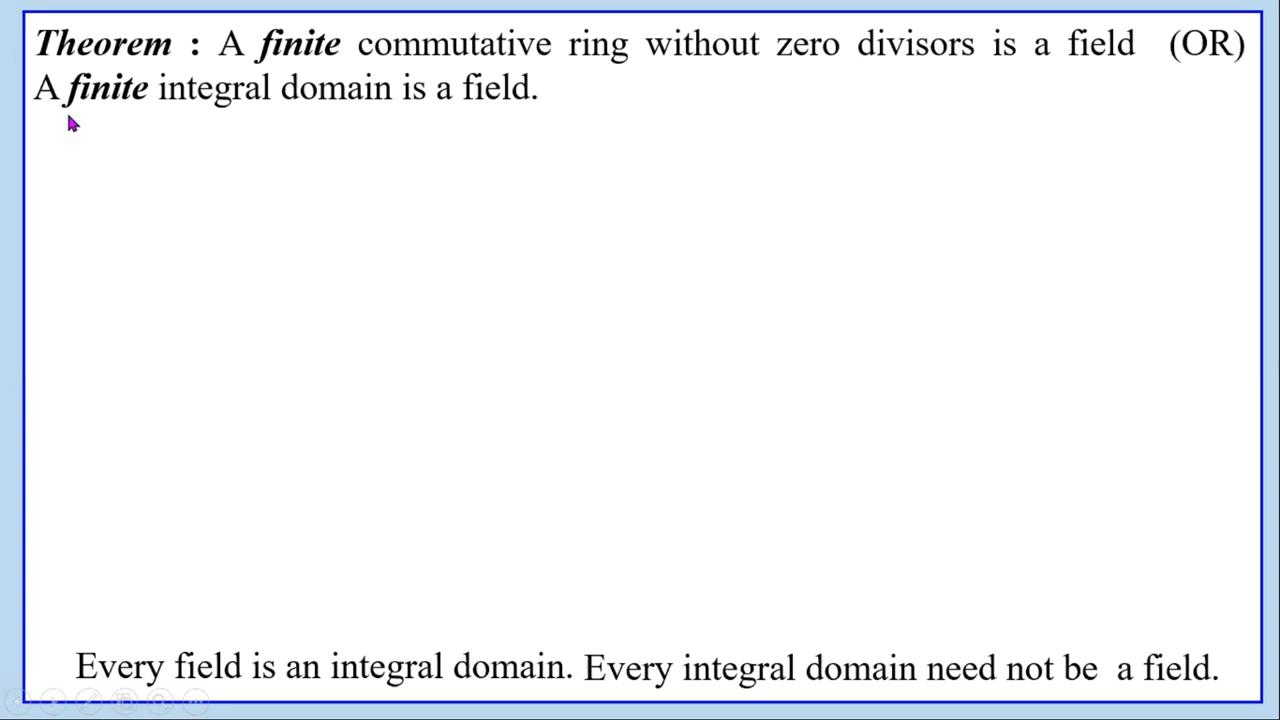 Theorem : A finite commutative ring without zero divisors is a field (OR)
A finite integral domain is a field.
Every field is an integral domain. Every integral domain need not be a field.